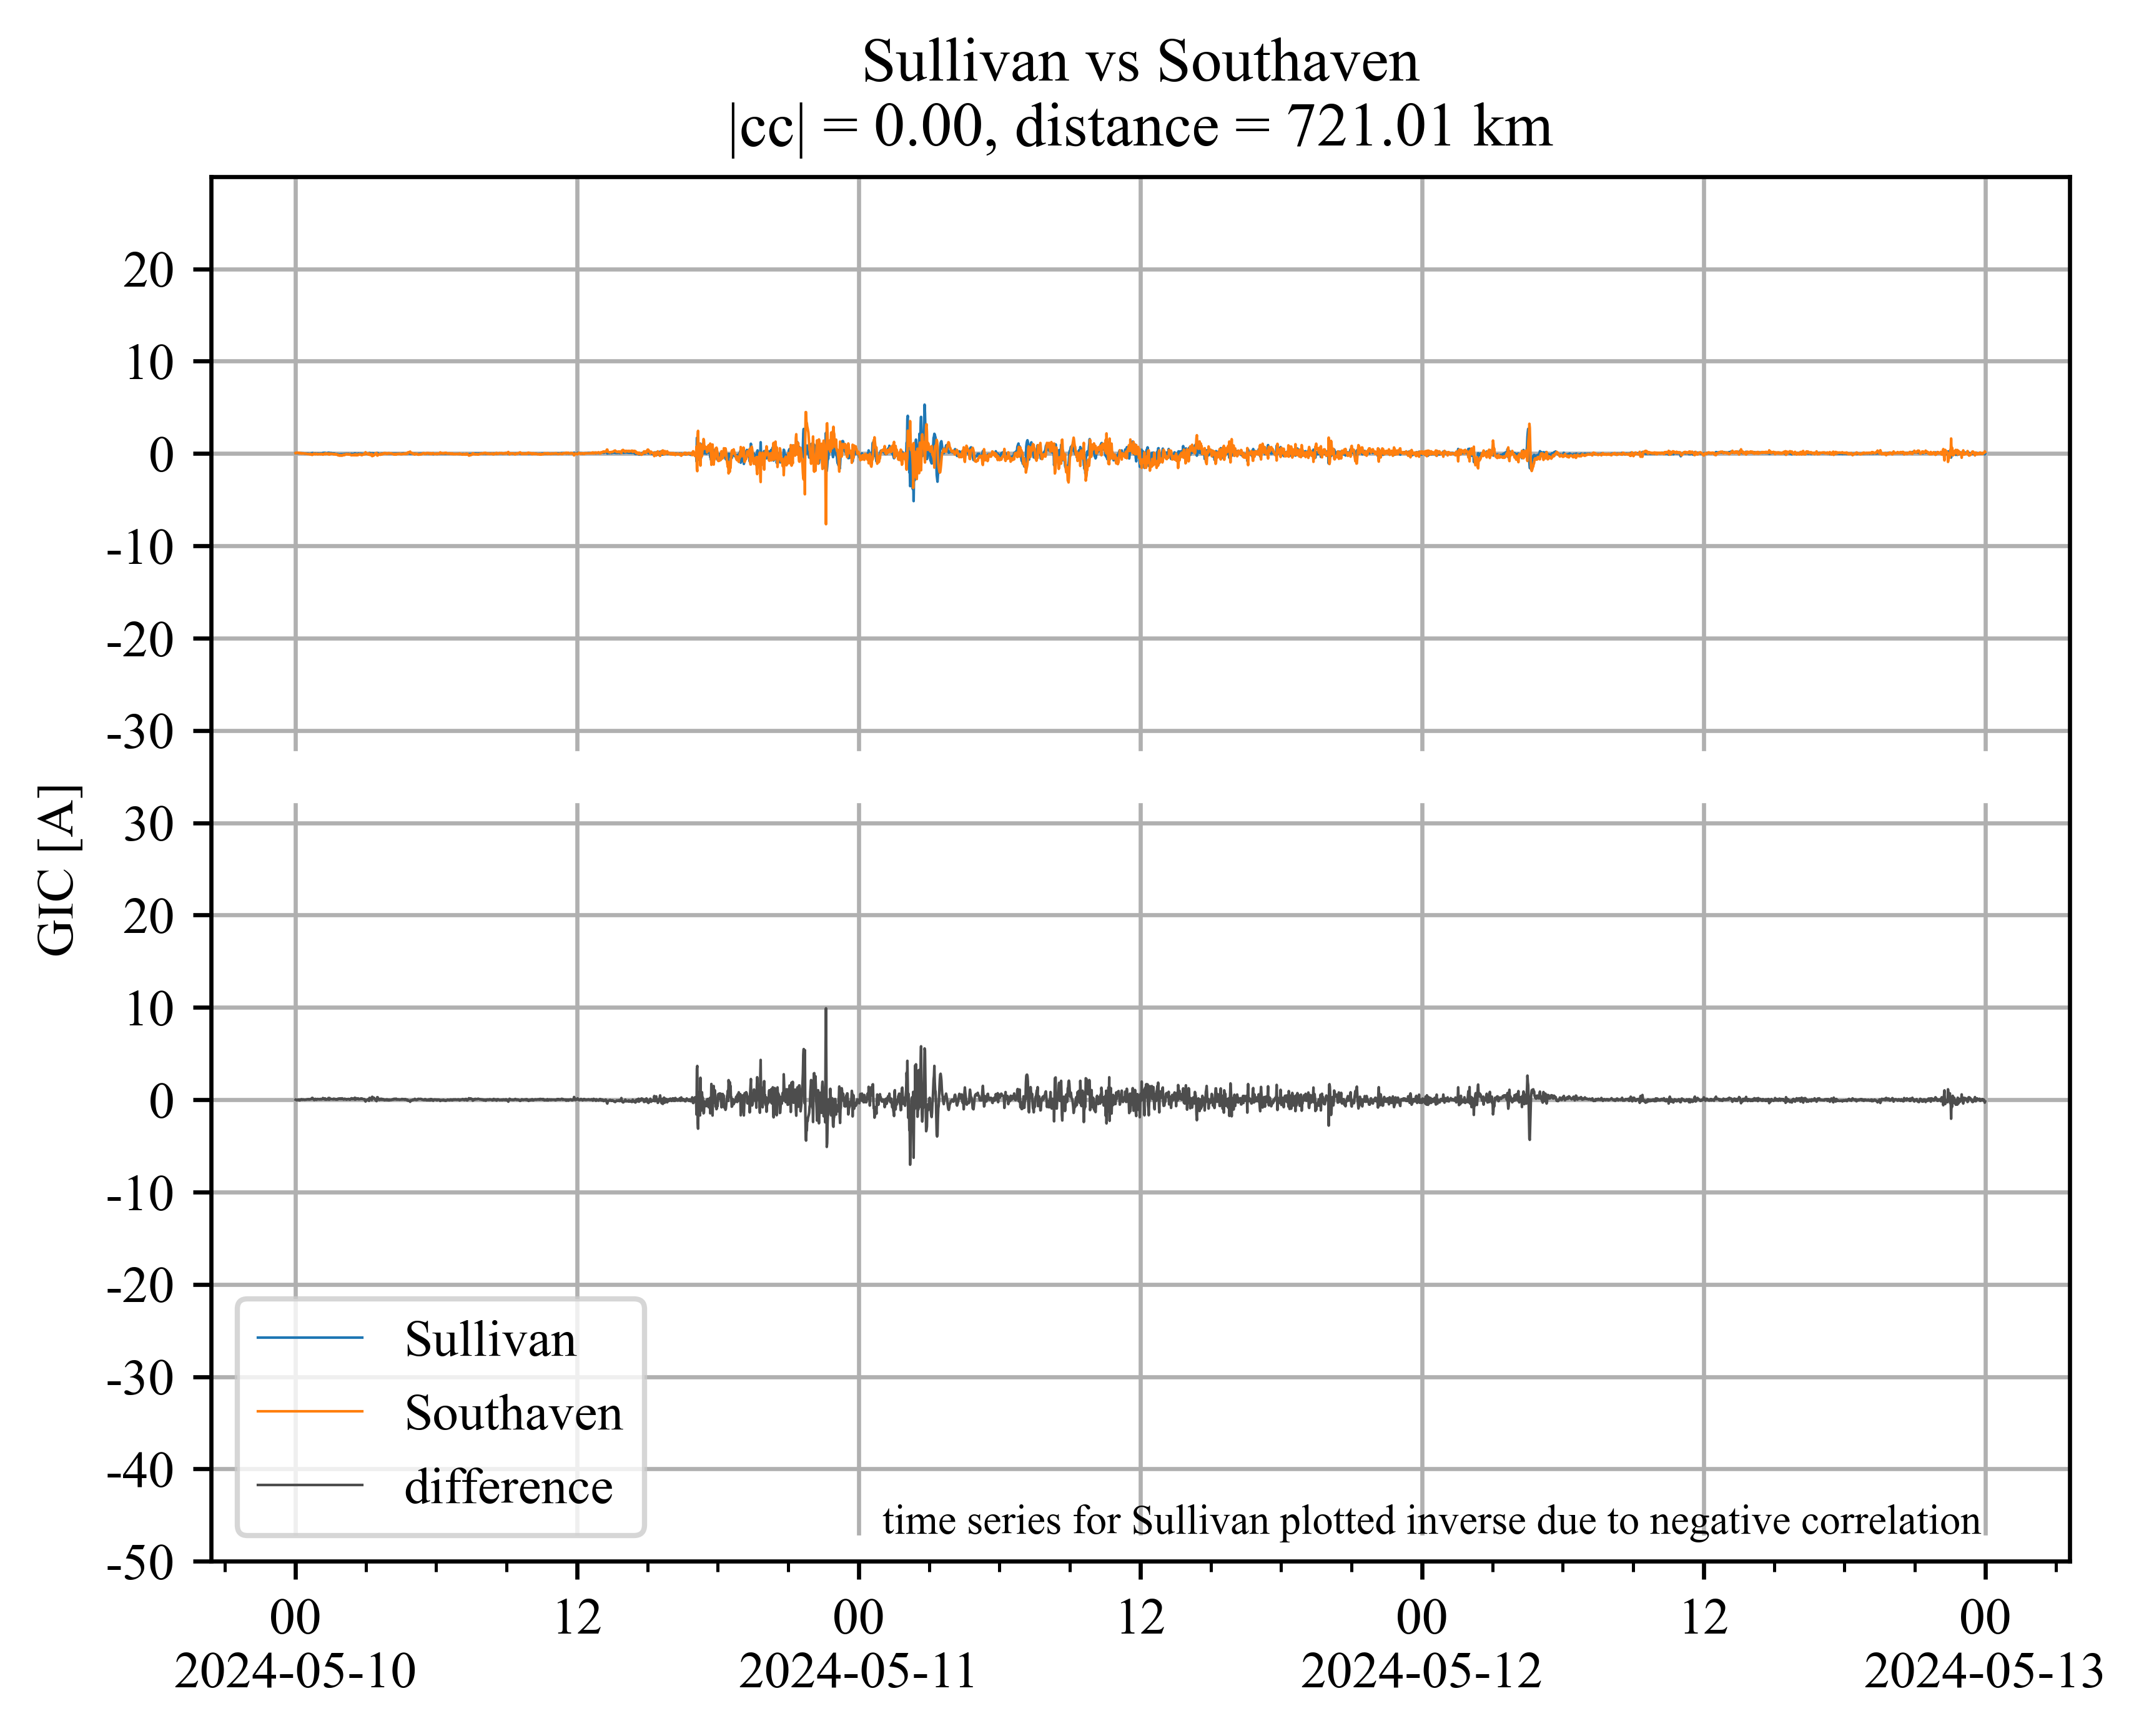 Sullivan vs Southaven
|cc| = 0.00, distance = 721.01 km
20
10
0
-10
-20
-30
30
20
10
0
-10
-20
-30
-40
-50
GIC [A]
Sullivan
Southaven
difference
time series for Sullivan plotted inverse due to negative correlation
00 12 00 12 00 12 00
2024-05-10 2024-05-11 2024-05-12 2024-05-13